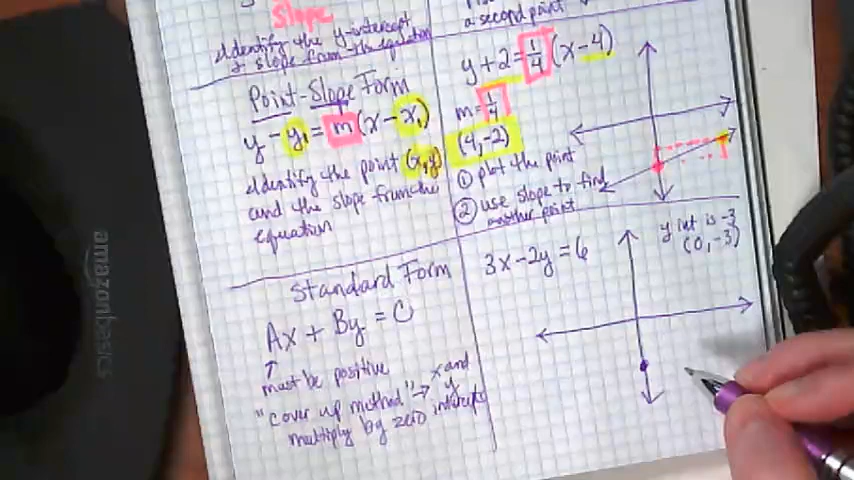 Slope
Identify the y-intercept
& slope from the equation
a second point
Point-Slope Form
y - y₁ = m(x - x₁)
Identify the point (x,y)
and the slope from the
equation
y + 2 = 1/4 (x - 4)
m = 1/4
(4, -2)
① plot the point
② use slope to find
another point
Standard Form
Ax + By = C
↑
must be positive
"cover up method" → x and y
multiply by zero intercepts
3x - 2y = 6
y int is -3
(0, -3)
amazonbasics